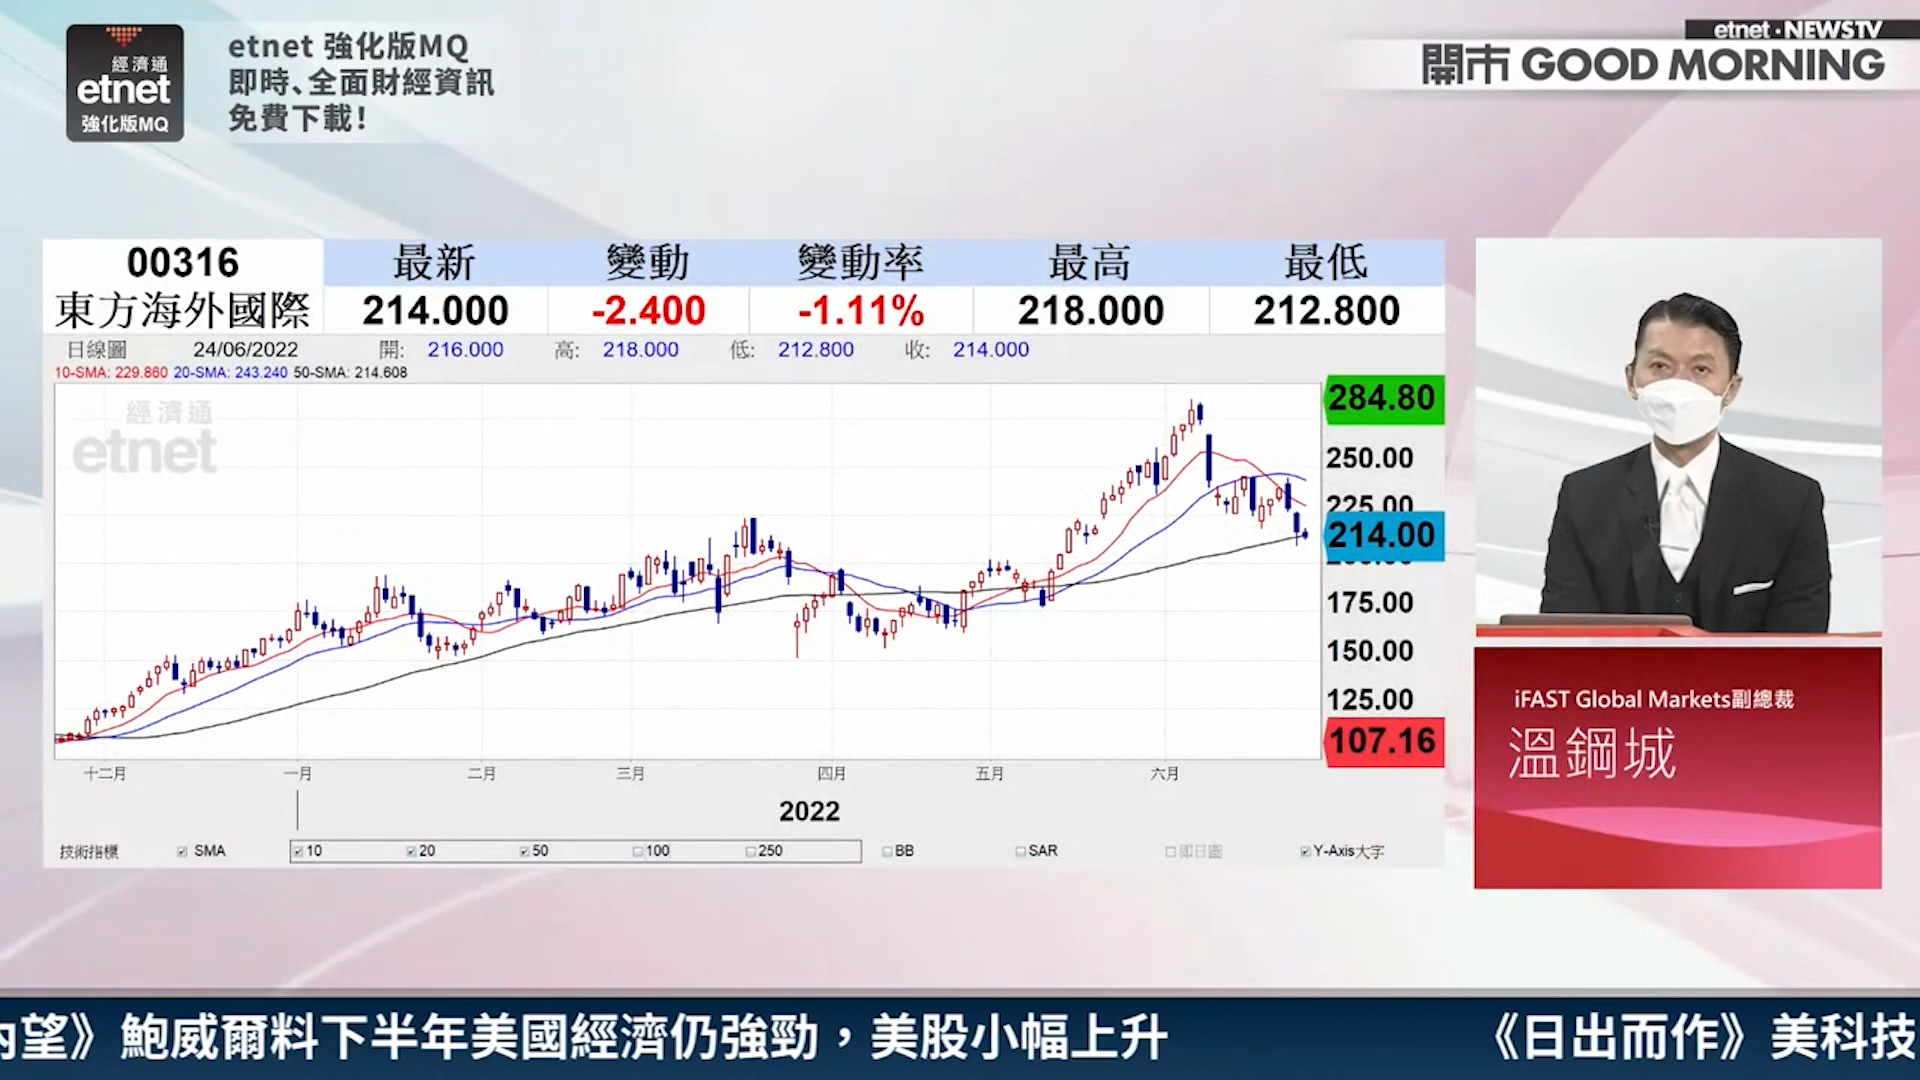 經濟通
etnet
強化版MQ
etnet 強化版MQ
即時、全面財經資訊
免費下載！
etnet·NEWSTV
開市 GOOD MORNING
00316 最新 變動 變動率 最高 最低
東方海外國際 214.000 -2.400 -1.11% 218.000 212.800
日線圖 24/06/2022 開: 216.000 高: 218.000 低: 212.800 收: 214.000
10-SMA: 229.860 20-SMA: 243.240 50-SMA: 214.608
經濟通
etnet
284.80
250.00
225.00
214.00
175.00
150.00
125.00
107.16
十二月 一月 二月 三月 四月 五月 六月
2022
技術指標 SMA 10 20 50 100 250 BB SAR 即日圖 Y-Axis大字
iFAST Global Markets副總裁
溫鋼城
望》鮑威爾料下半年美國經濟仍強勁，美股小幅上升 《日出而作》美科技